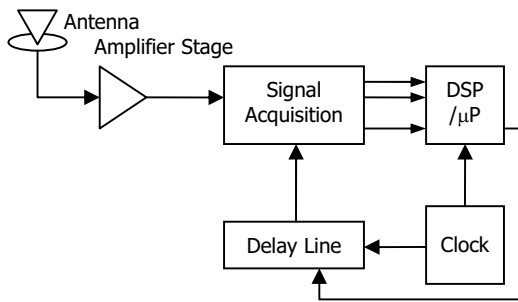 Antenna
Amplifier Stage
Signal
Acquisition
DSP
/μP
Delay Line
Clock